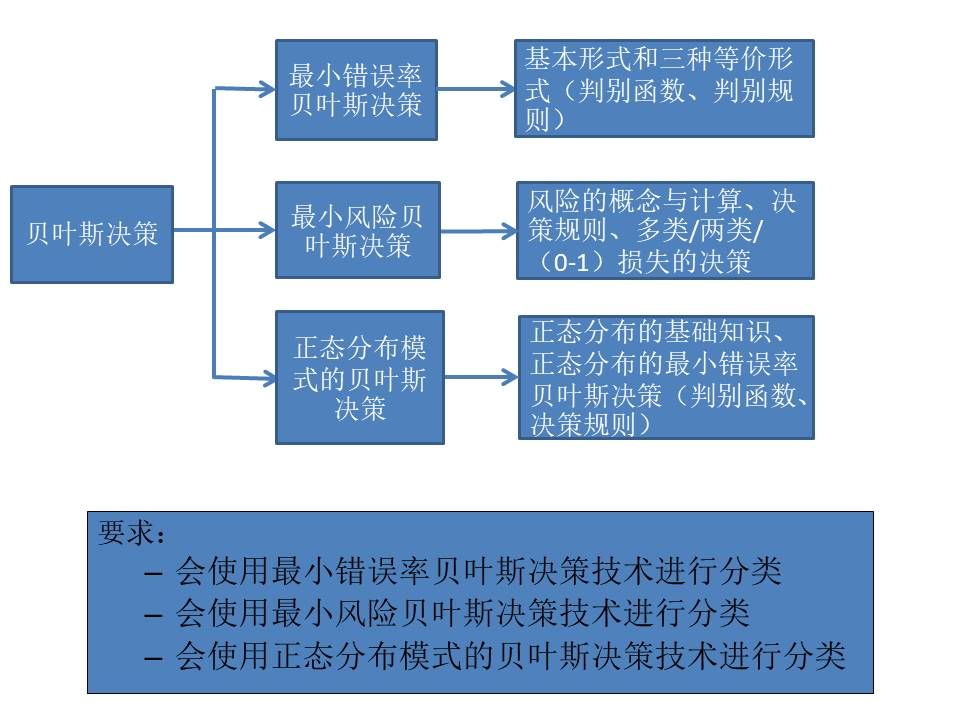 贝叶斯决策
最小错误率
贝叶斯决策
基本形式和三种等价形
式（判别函数、判别规
则）
最小风险贝
叶斯决策
风险的概念与计算、决
策规则、多类/两类/
（0-1）损失的决策
正态分布模
式的贝叶斯
决策
正态分布的基础知识、
正态分布的最小错误率
贝叶斯决策（判别函数、
决策规则）
要求：
– 会使用最小错误率贝叶斯决策技术进行分类
– 会使用最小风险贝叶斯决策技术进行分类
– 会使用正态分布模式的贝叶斯决策技术进行分类